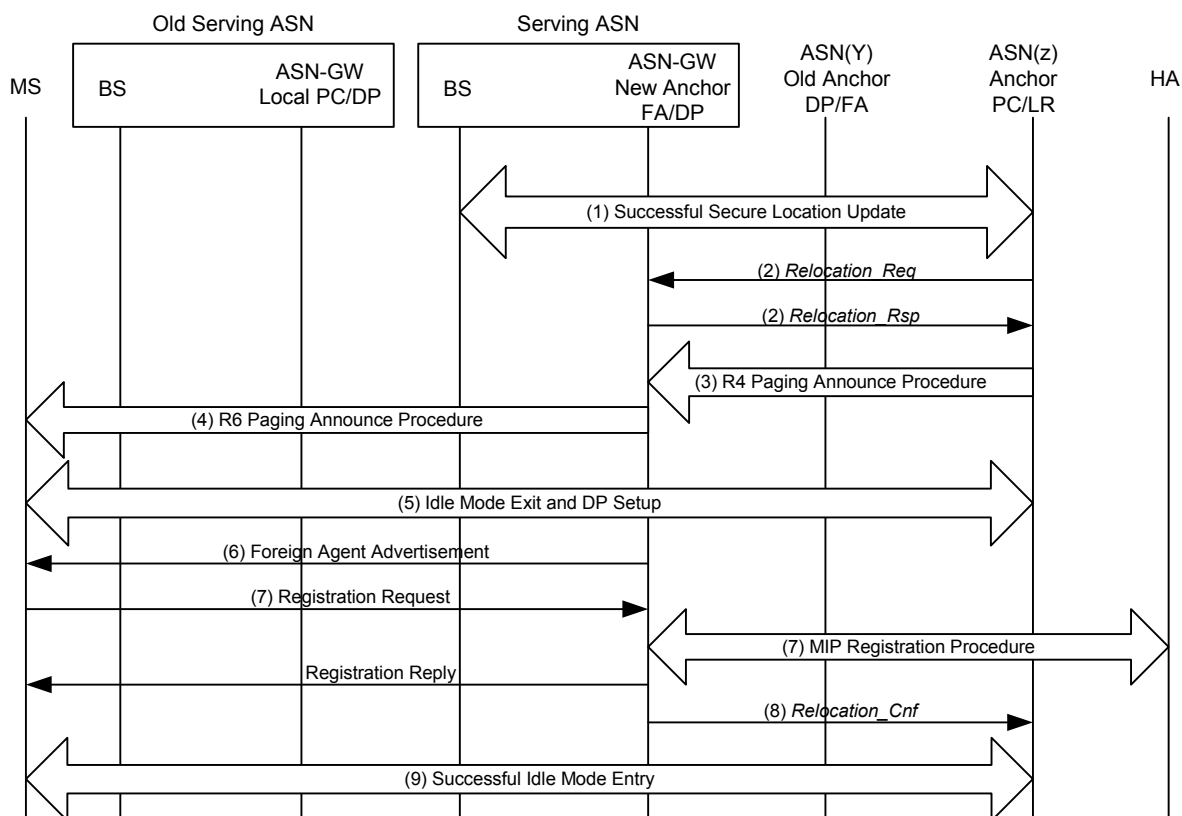 Old Serving ASN
Serving ASN
MS
BS
ASN-GW
Local PC/DP
BS
ASN-GW
New Anchor
FA/DP
ASN(Y)
Old Anchor
DP/FA
ASN(z)
Anchor
PC/LR
HA
(1) Successful Secure Location Update
(2) Relocation_Req
(2) Relocation_Rsp
(3) R4 Paging Announce Procedure
(4) R6 Paging Announce Procedure
(5) Idle Mode Exit and DP Setup
(6) Foreign Agent Advertisement
(7) Registration Request
(7) MIP Registration Procedure
Registration Reply
(8) Relocation_Cnf
(9) Successful Idle Mode Entry